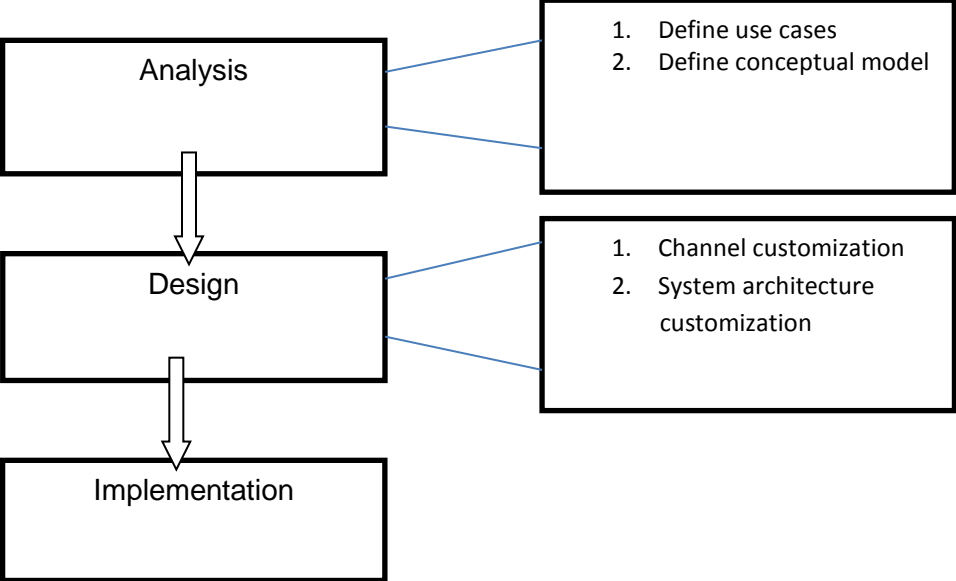 Analysis
1. Define use cases
2. Define conceptual model
Design
1. Channel customization
2. System architecture
customization
Implementation